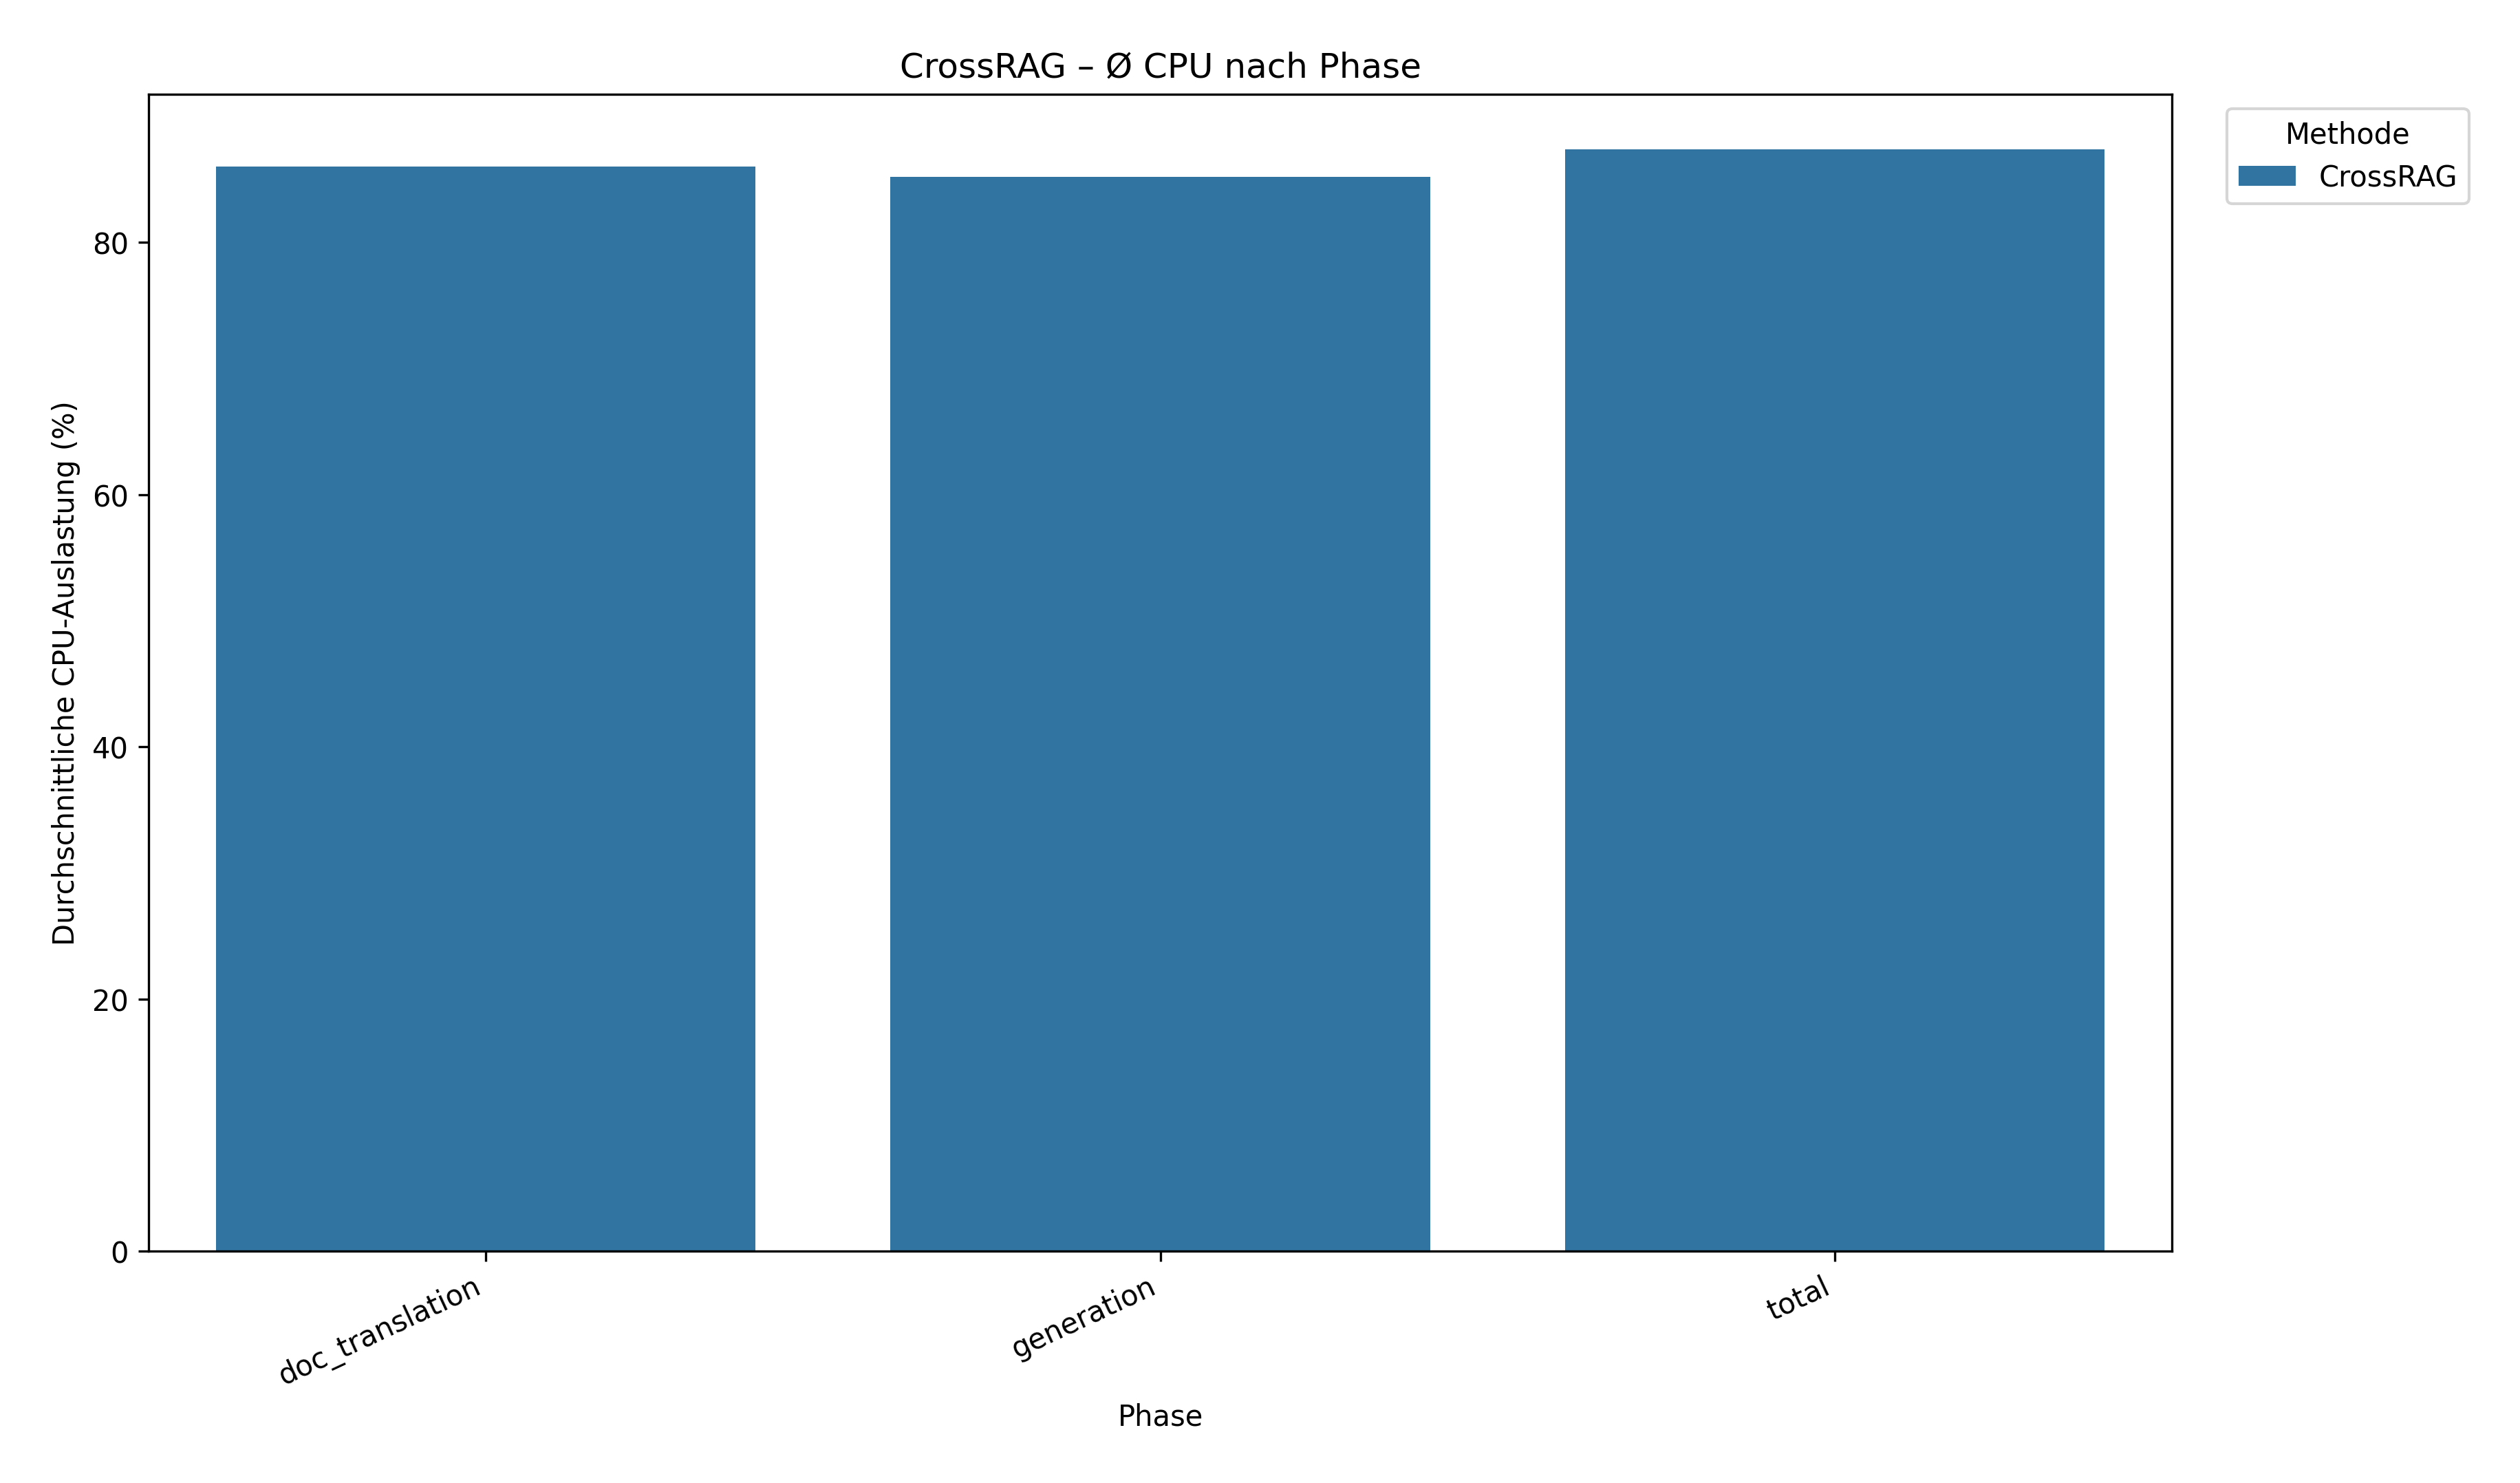 CrossRAG – Ø CPU nach Phase
Methode
CrossRAG
Durchschnittliche CPU-Auslastung (%)
80
60
40
20
0
doc_translation
generation
total
Phase